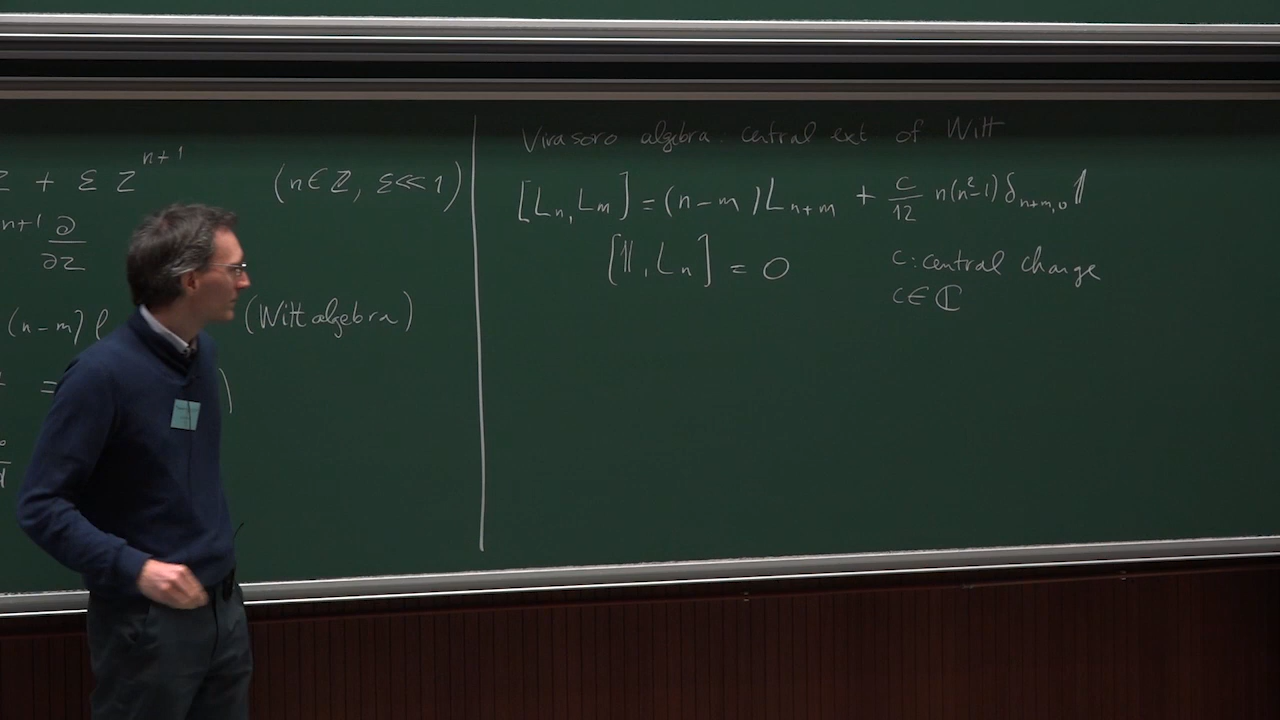 z + ε z^{n+1} (n∈ℤ, ε≪1)
^{n+1} ∂/∂z
(n-m) ℓ (Witt algebra)
=
Virasoro algebra. central ext of Witt
[L_n, L_m] = (n-m) L_{n+m} + c/12 n(n²-1) δ_{n+m,0} 𝟙
[𝟙, L_n] = 0
c: central charge
c∈ℂ